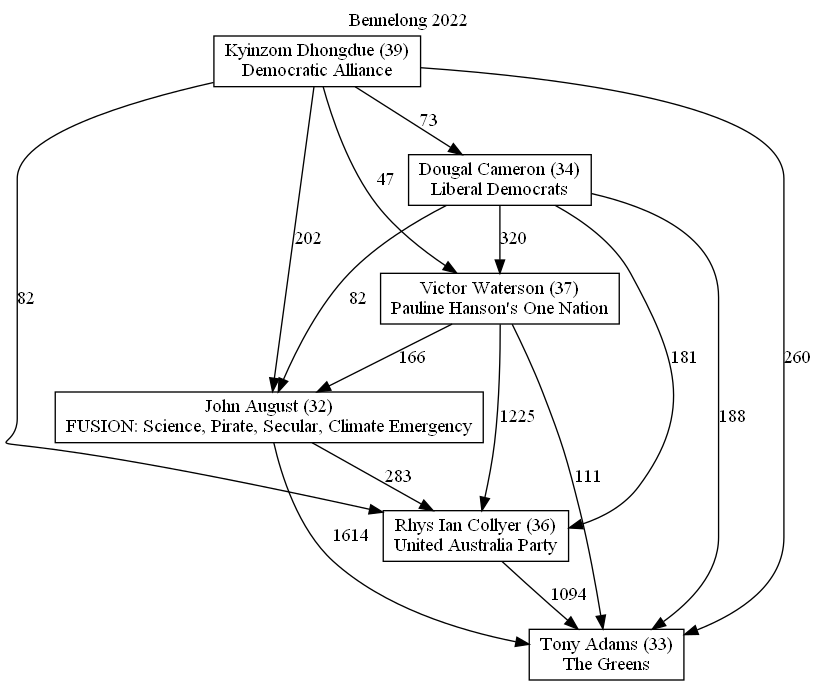 Bennelong 2022
Kyinzom Dhongdue (39)
Democratic Alliance
73
Dougal Cameron (34)
Liberal Democrats
47
202
320
Victor Waterson (37)
Pauline Hanson's One Nation
82
82
166
181
260
John August (32)
FUSION: Science, Pirate, Secular, Climate Emergency
1225
188
283
111
Rhys Ian Collyer (36)
United Australia Party
1614
1094
Tony Adams (33)
The Greens